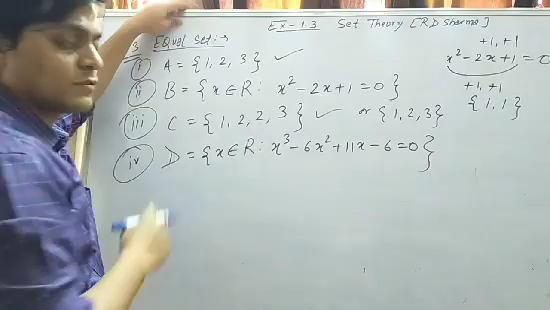 Ex - 1.3 Set Theory [RD Sharma]
3 Equal set:→
i A = {1, 2, 3} ✓
ii B = {x ∈ R : x² - 2x + 1 = 0}
iii C = {1, 2, 2, 3} ✓ or {1, 2, 3}
iv D = {x ∈ R : x³ - 6x² + 11x - 6 = 0}
+1, +1
x² - 2x + 1 = 0
+1, +1
{1, 1}